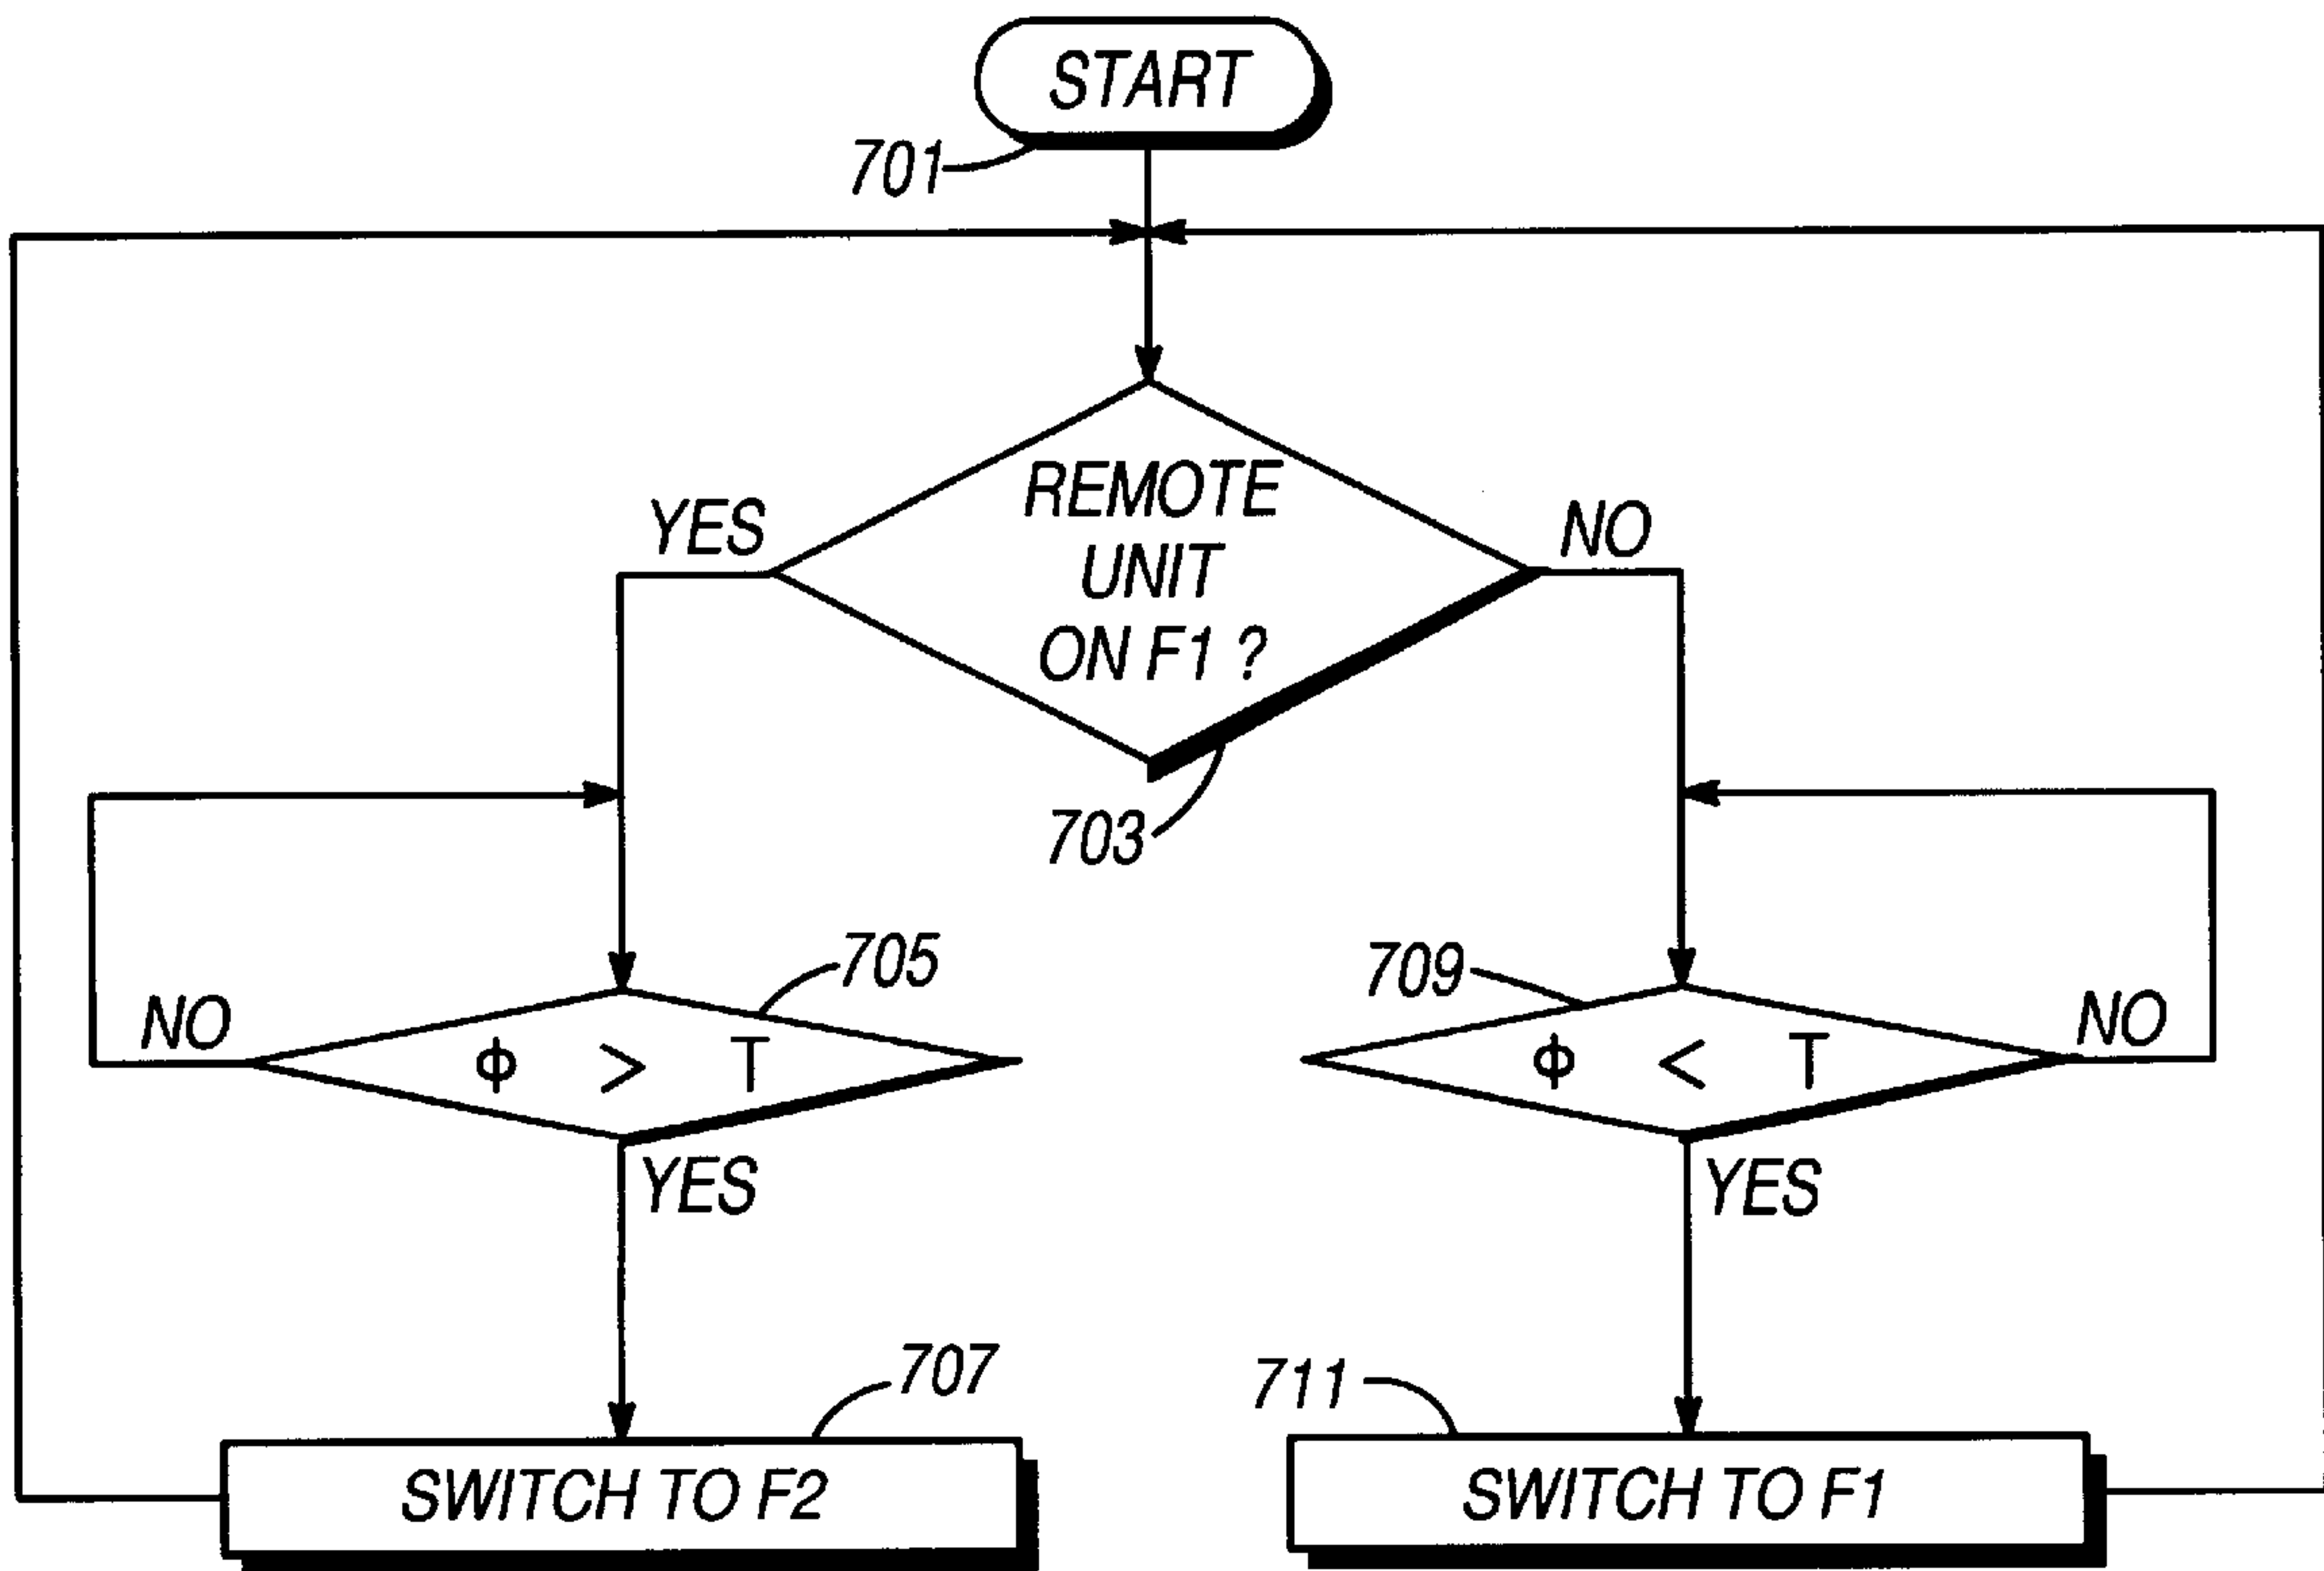 START
701
REMOTE
UNIT
ON F1 ?
YES
NO
703
705
709
NO
Φ > T
Φ < T
NO
YES
YES
707
711
SWITCH TO F2
SWITCH TO F1